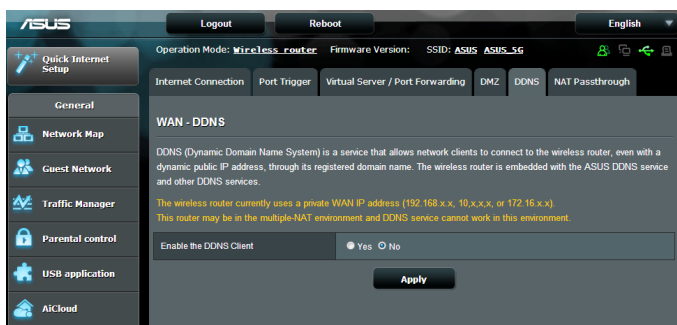 ASUS
Logout
Reboot
English
Quick Internet
Setup
Operation Mode: Wireless router Firmware Version: SSID: ASUS ASUS_5G
Internet Connection
Port Trigger
Virtual Server / Port Forwarding
DMZ
DDNS
NAT Passthrough
General
Network Map
Guest Network
Traffic Manager
Parental control
USB application
AiCloud
WAN - DDNS
DDNS (Dynamic Domain Name System) is a service that allows network clients to connect to the wireless router, even with a
dynamic public IP address, through its registered domain name. The wireless router is embedded with the ASUS DDNS service
and other DDNS services.
The wireless router currently uses a private WAN IP address (192.168.x.x, 10,x,x,x, or 172.16.x.x).
This router may be in the multiple-NAT environment and DDNS service cannot work in this environment.
Enable the DDNS Client
Yes
No
Apply